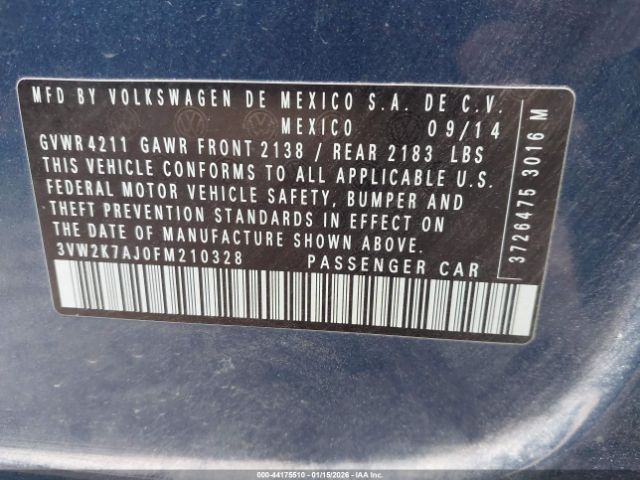 MFD BY VOLKSWAGEN DE MEXICO S.A. DE C.V.
MEXICO 09/14
GVWR 4211 GAWR FRONT 2138 / REAR 2183 LBS
THIS VEHICLE CONFORMS TO ALL APPLICABLE U.S.
FEDERAL MOTOR VEHICLE SAFETY, BUMPER AND
THEFT PREVENTION STANDARDS IN EFFECT ON
THE DATE OF MANUFACTURE SHOWN ABOVE.
3VW2K7AJ0FM210328 PASSENGER CAR
3726475 3016 M
000-44175510 - 01/15/2026 - IAA Inc.